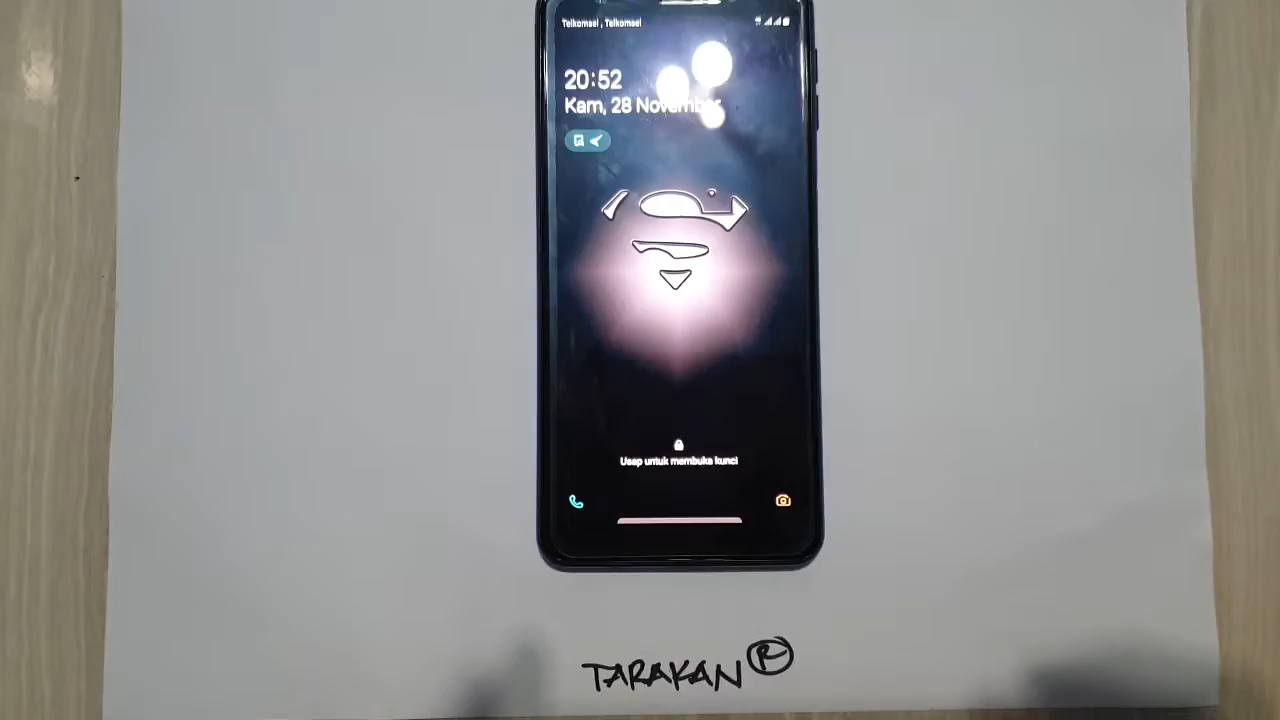 Telkomsel , Telkomsel
20:52
Kam, 28 November
Usap untuk membuka kunci
TARAKAN ®